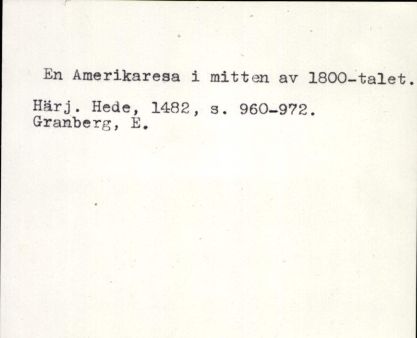 En Amerikaresa i mitten av 1800-talet.
Härj. Hede, 1482, s. 960-972.
Granberg, E.